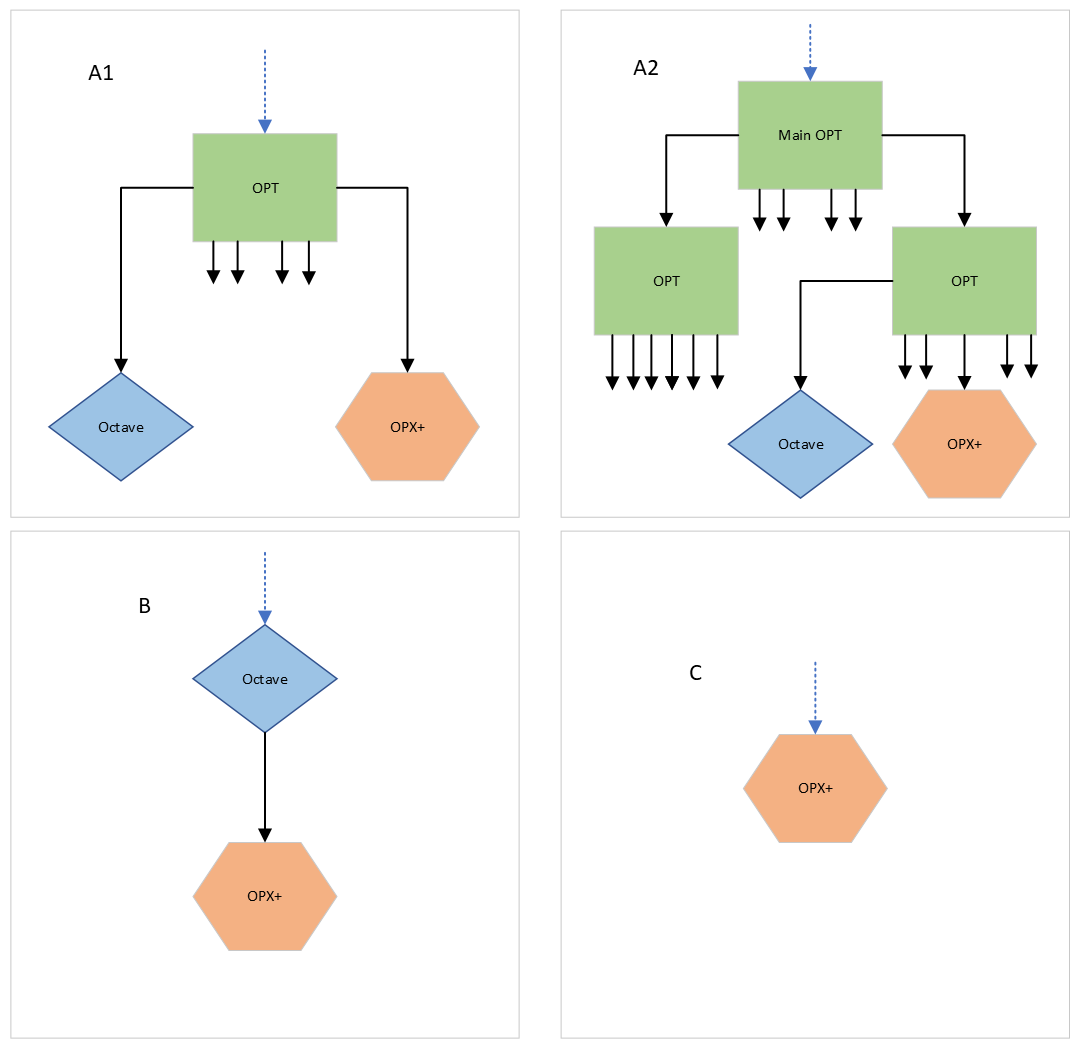 A1
OPT
Octave
OPX+
A2
Main OPT
OPT
OPT
Octave
OPX+
B
Octave
OPX+
C
OPX+